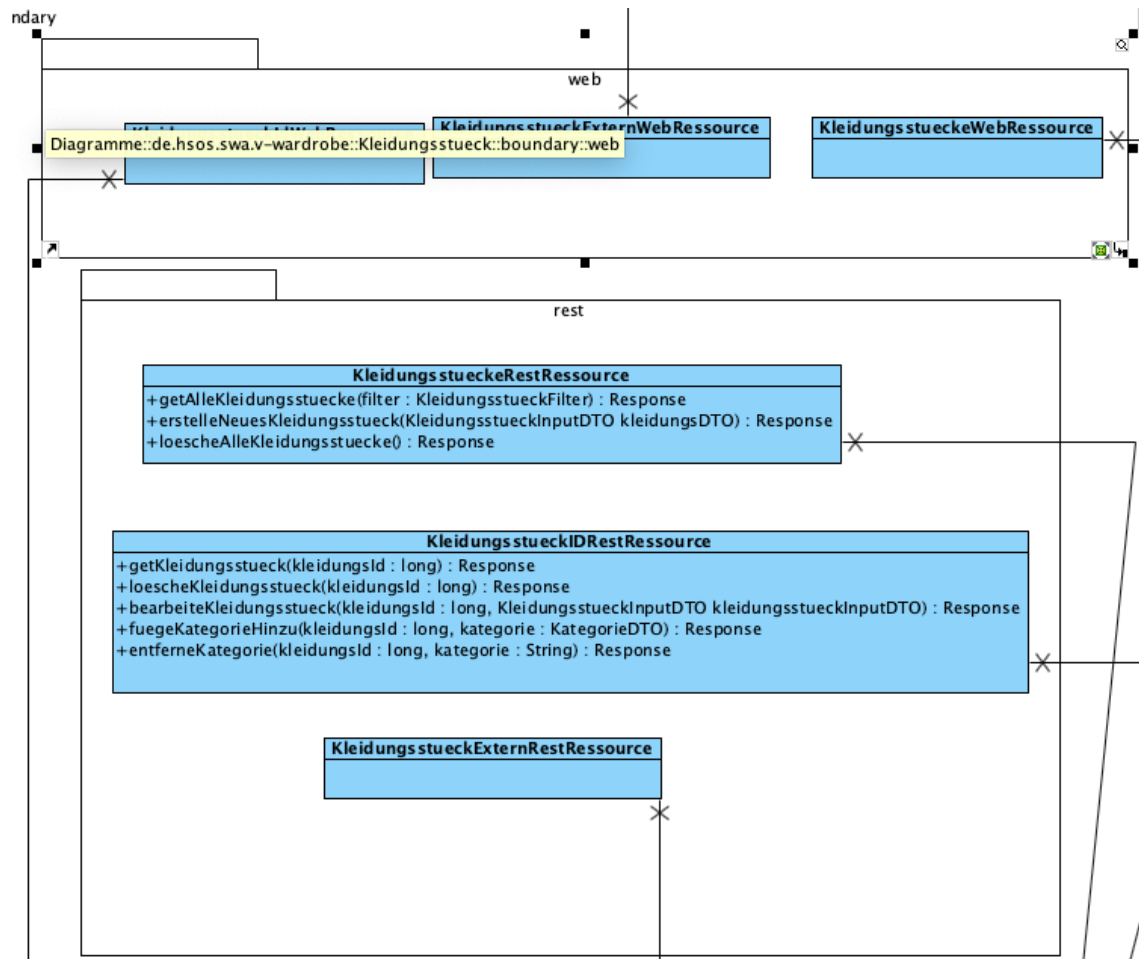 ndary
web
KleidungsstueckExternWebRessource
KleidungsstueckeWebRessource
Diagramme::de.hsos.swa.v-wardrobe::Kleidungsstueck::boundary::web
rest
KleidungsstueckeRestRessource
+getAlleKleidungsstuecke(filter : KleidungsstueckFilter) : Response
+erstelleNeuesKleidungsstueck(KleidungsstueckInputDTO kleidungsDTO) : Response
+loescheAlleKleidungsstuecke() : Response
KleidungsstueckIDRestRessource
+getKleidungsstueck(kleidungsId : long) : Response
+loescheKleidungsstueck(kleidungsId : long) : Response
+bearbeiteKleidungsstueck(kleidungsId : long, KleidungsstueckInputDTO kleidungsstueckInputDTO) : Response
+fuegeKategorieHinzu(kleidungsId : long, kategorie : KategorieDTO) : Response
+entferneKategorie(kleidungsId : long, kategorie : String) : Response
KleidungsstueckExternRestRessource